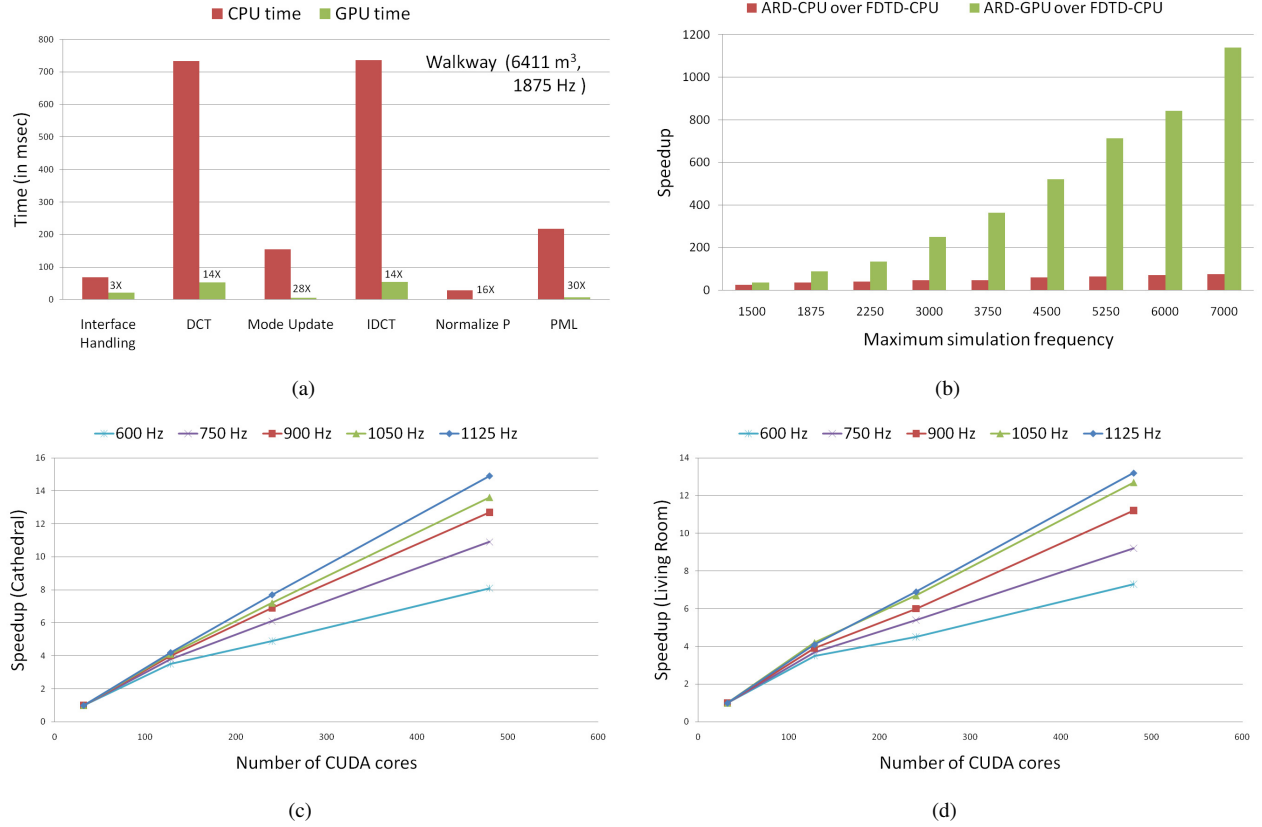 CPU time GPU time
800
700
600
500
400
300
200
100
0
Time (in msec)
Walkway (6411 m³,
1875 Hz )
3X
14X
28X
14X
16X
30X
Interface Handling
DCT
Mode Update
IDCT
Normalize P
PML
(a)
ARD-CPU over FDTD-CPU ARD-GPU over FDTD-CPU
1200
1000
800
600
400
200
0
Speedup
1500 1875 2250 3000 3750 4500 5250 6000 7000
Maximum simulation frequency
(b)
600 Hz 750 Hz 900 Hz 1050 Hz 1125 Hz
16
14
12
10
8
6
4
2
0
Speedup (Cathedral)
0 100 200 300 400 500 600
Number of CUDA cores
(c)
600 Hz 750 Hz 900 Hz 1050 Hz 1125 Hz
14
12
10
8
6
4
2
0
Speedup (Living Room)
0 100 200 300 400 500 600
Number of CUDA cores
(d)